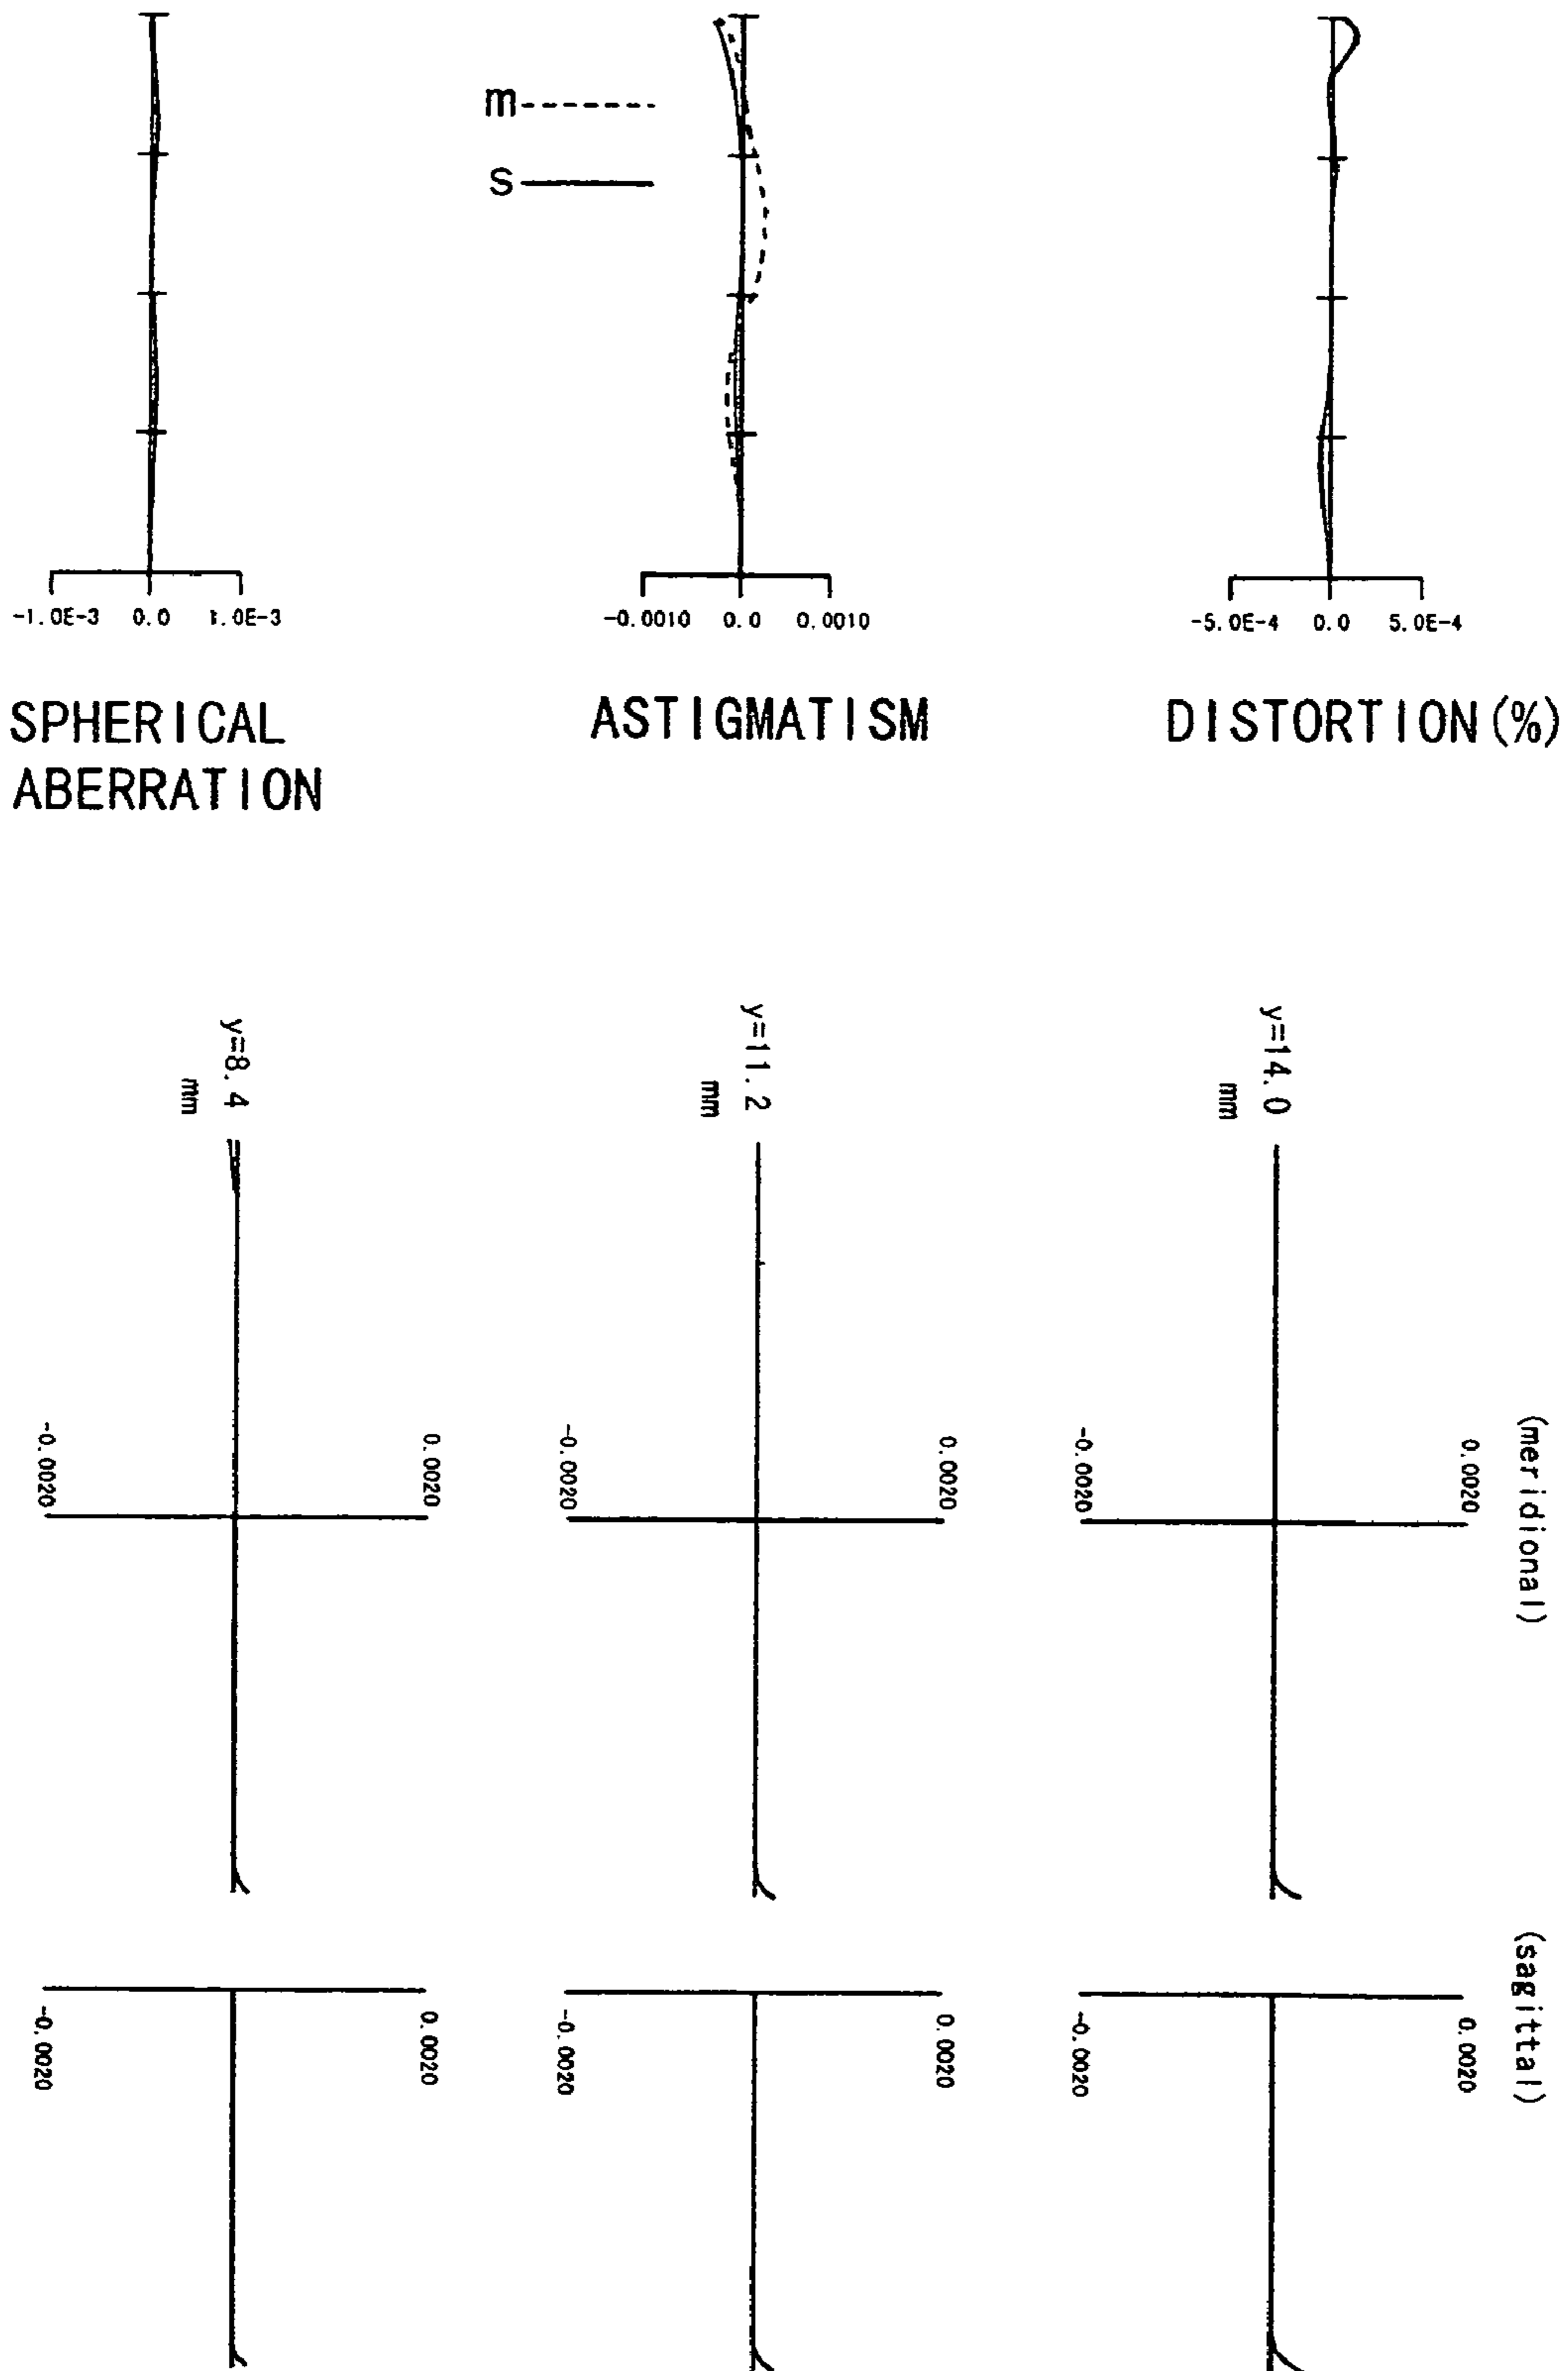 m
s
-1.0E-3 0.0 1.0E-3
-0.0010 0.0 0.0010
-5.0E-4 0.0 5.0E-4
SPHERICAL
ABERRATION
ASTIGMATISM
DISTORTION(%)
y=8.4
mm
y=11.2
mm
y=14.0
mm
-0.0020
0.0020
-0.0020
0.0020
-0.0020
0.0020
(meridional)
-0.0020
0.0020
-0.0020
0.0020
-0.0020
0.0020
(sagittal)